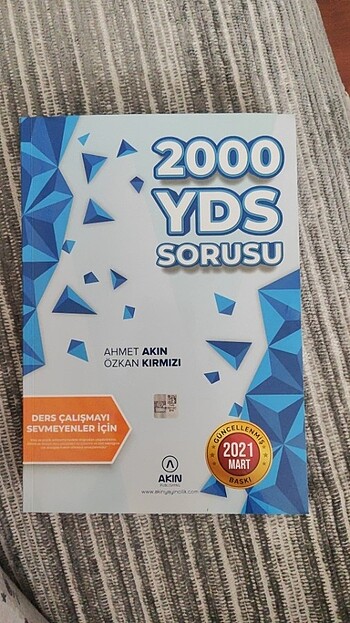 2000
YDS
SORUSU
AHMET AKIN
ÖZKAN KIRMIZI
DERS ÇALIŞMAYI
SEVMEYENLER İÇİN
GÜNCELLENMİŞ
2021
MART
BASKI
AKIN
PUBLISHING
www.akinyayincilik.com